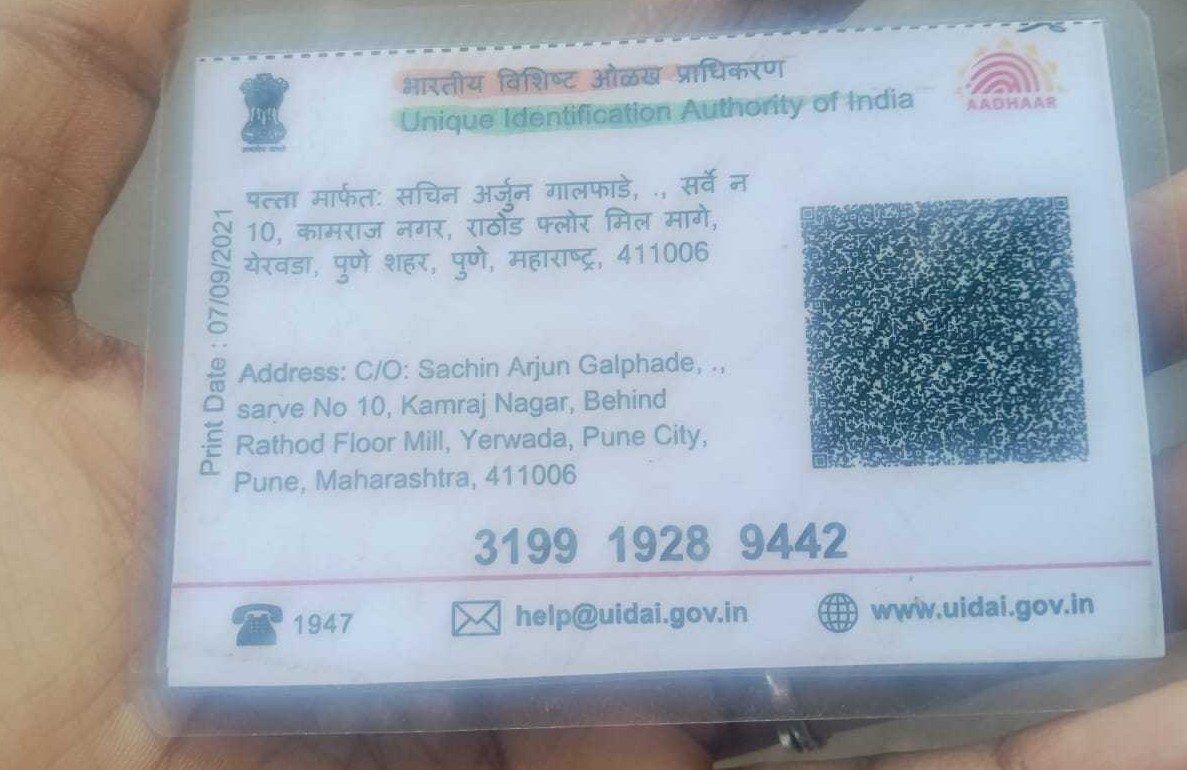 भारतीय विशिष्ट ओळख प्राधिकरण
Unique Identification Authority of India
AADHAAR
पत्ता मार्फत: सचिन अर्जुन गालफाडे, ., सर्वे न
10, कामराज नगर, राठोड फ्लोर मिल मागे,
येरवडा, पुणे शहर, पुणे, महाराष्ट्र, 411006
Print Date : 07/09/2021
Address: C/O: Sachin Arjun Galphade, .,
sarve No 10, Kamraj Nagar, Behind
Rathod Floor Mill, Yerwada, Pune City,
Pune, Maharashtra, 411006
3199 1928 9442
1947 help@uidai.gov.in www.uidai.gov.in